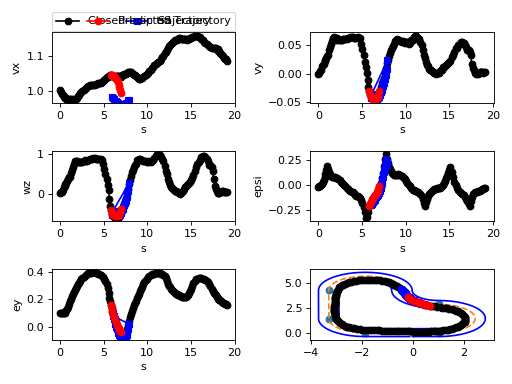 Trajectory
vx
1.1
1.0
0 5 10 15 20
s
vy
0.05
0.00
−0.05
0 5 10 15 20
s
wz
1
0
0 5 10 15 20
s
epsi
0.25
0.00
−0.25
0 5 10 15 20
s
ey
0.4
0.2
0.0
0 5 10 15 20
s
5.0
2.5
0.0
−4 −2 0 2